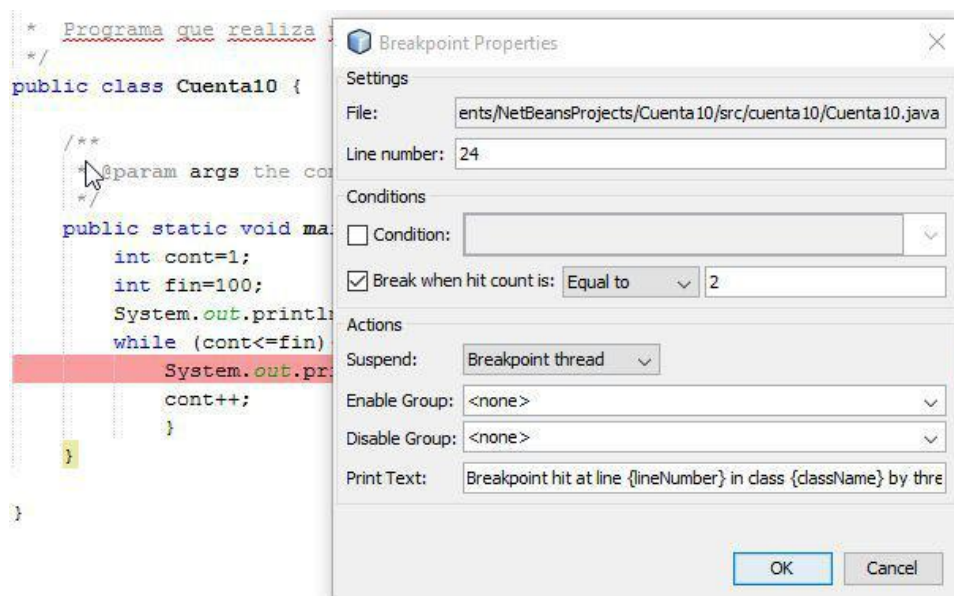 * Programa que realiza
*/
public class Cuenta10 {
/**
* @param args the co
*/
public static void ma
int cont=1;
int fin=100;
System.out.println
while (cont<=fin)
System.out.pri
cont++;
}
}
}
Breakpoint Properties
Settings
File: ents/NetBeansProjects/Cuenta10/src/cuenta10/Cuenta10.java
Line number: 24
Conditions
Condition:
Break when hit count is: Equal to 2
Actions
Suspend: Breakpoint thread
Enable Group: <none>
Disable Group: <none>
Print Text: Breakpoint hit at line {lineNumber} in class {className} by thre
OK Cancel